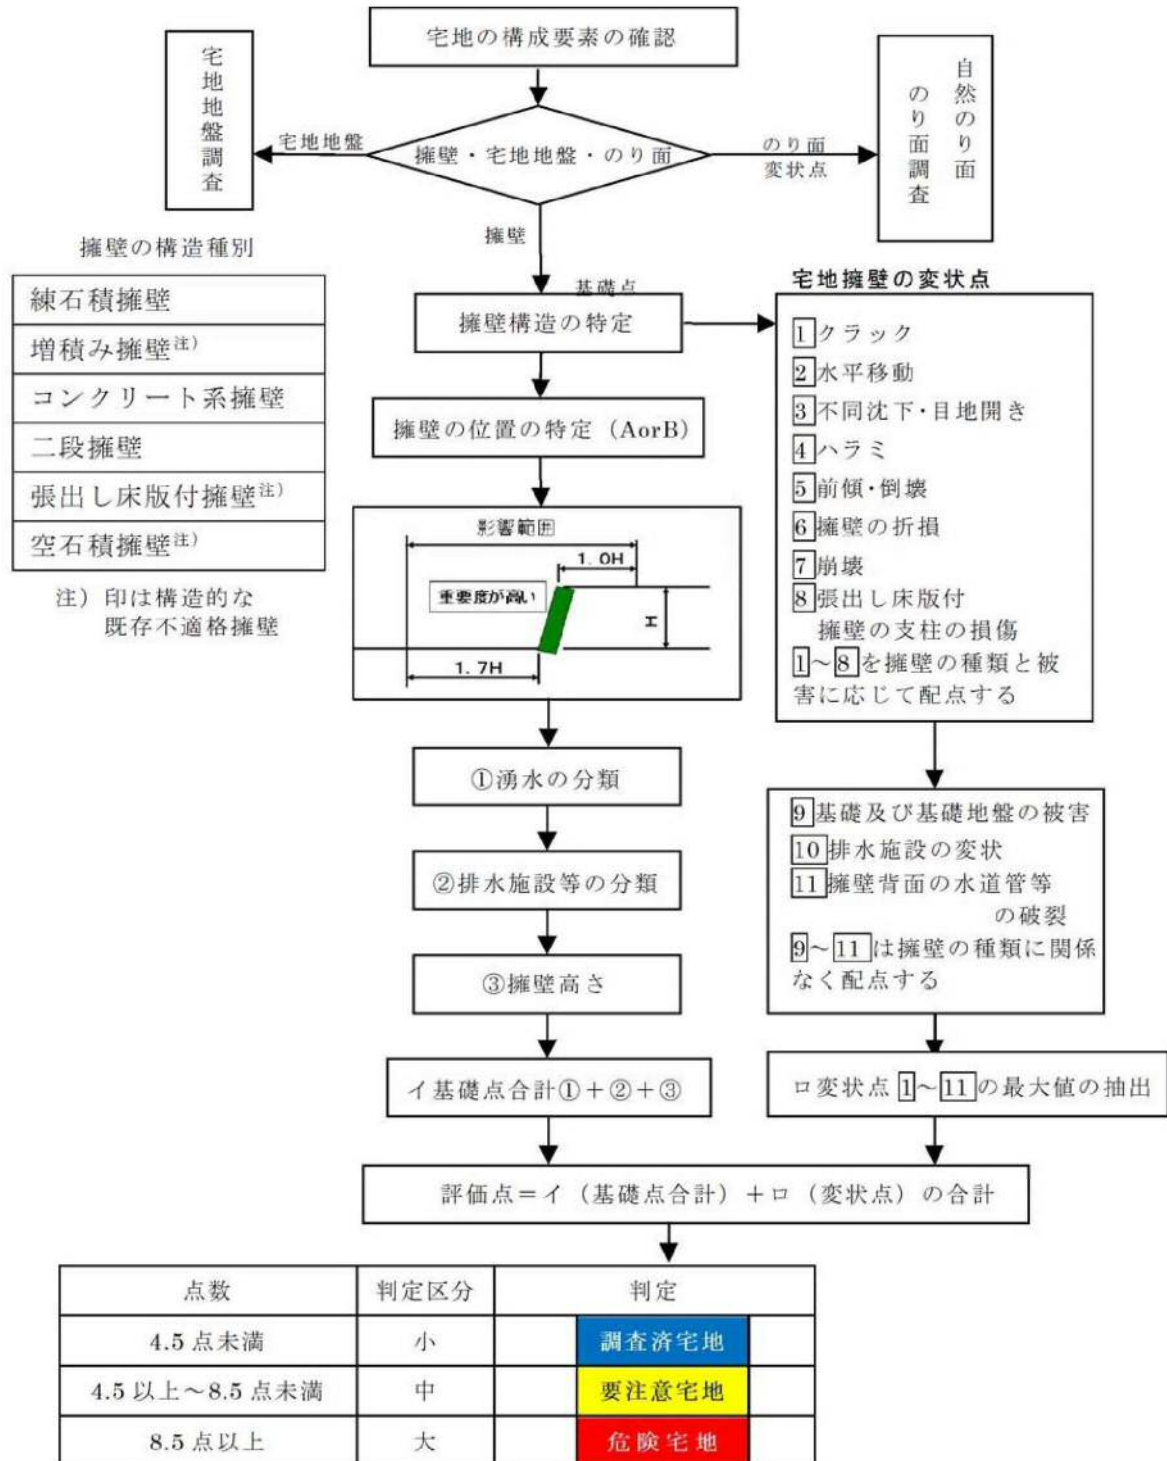 宅地の構成要素の確認
宅地地盤調査
自然のり面
のり面調査
宅地地盤
擁壁・宅地地盤・のり面
のり面
変状点
擁壁
擁壁の構造種別
練石積擁壁
増積み擁壁注)
コンクリート系擁壁
二段擁壁
張出し床版付擁壁注)
空石積擁壁注)
注）印は構造的な
既存不適格擁壁
基礎点
擁壁構造の特定
擁壁の位置の特定（AorB）
影響範囲
1.0H
重要度が高い
H
1.7H
①湧水の分類
②排水施設等の分類
③擁壁高さ
イ基礎点合計①＋②＋③
宅地擁壁の変状点
1クラック
2水平移動
3不同沈下・目地開き
4ハラミ
5前傾・倒壊
6擁壁の折損
7崩壊
8張出し床版付
擁壁の支柱の損傷
1～8を擁壁の種類と被
害に応じて配点する
9基礎及び基礎地盤の被害
10排水施設の変状
11擁壁背面の水道管等
の破裂
9～11は擁壁の種類に関係
なく配点する
ロ変状点 1～11の最大値の抽出
評価点＝イ（基礎点合計）＋ロ（変状点）の合計
点数 判定区分 判定
4.5 点未満 小 調査済宅地
4.5 以上～8.5 点未満 中 要注意宅地
8.5 点以上 大 危険宅地